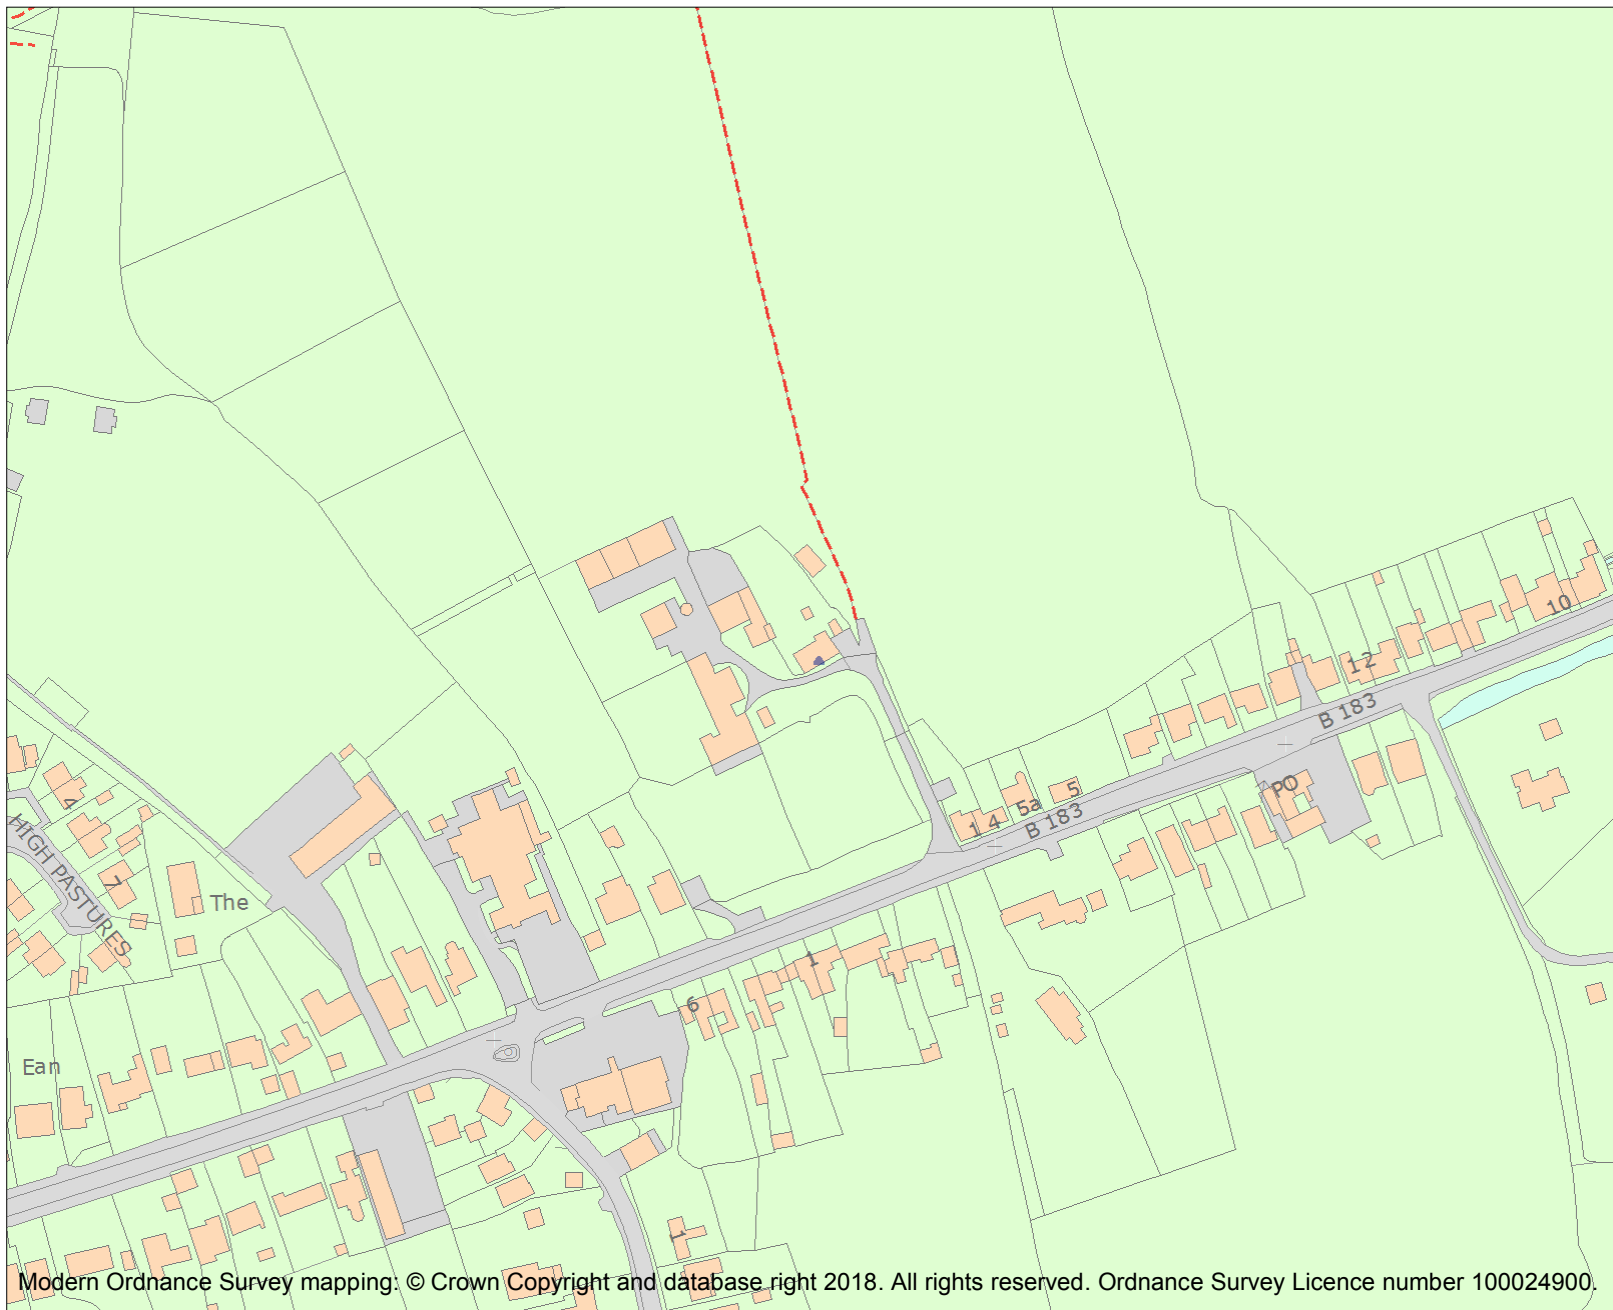 10
12
B 183
PO
5
5a
1 4
B 183
4
HIGH PASTURES
7
The
1
6
Ean
1
Modern Ordnance Survey mapping: © Crown Copyright and database right 2018. All rights reserved. Ordnance Survey Licence number 100024900.